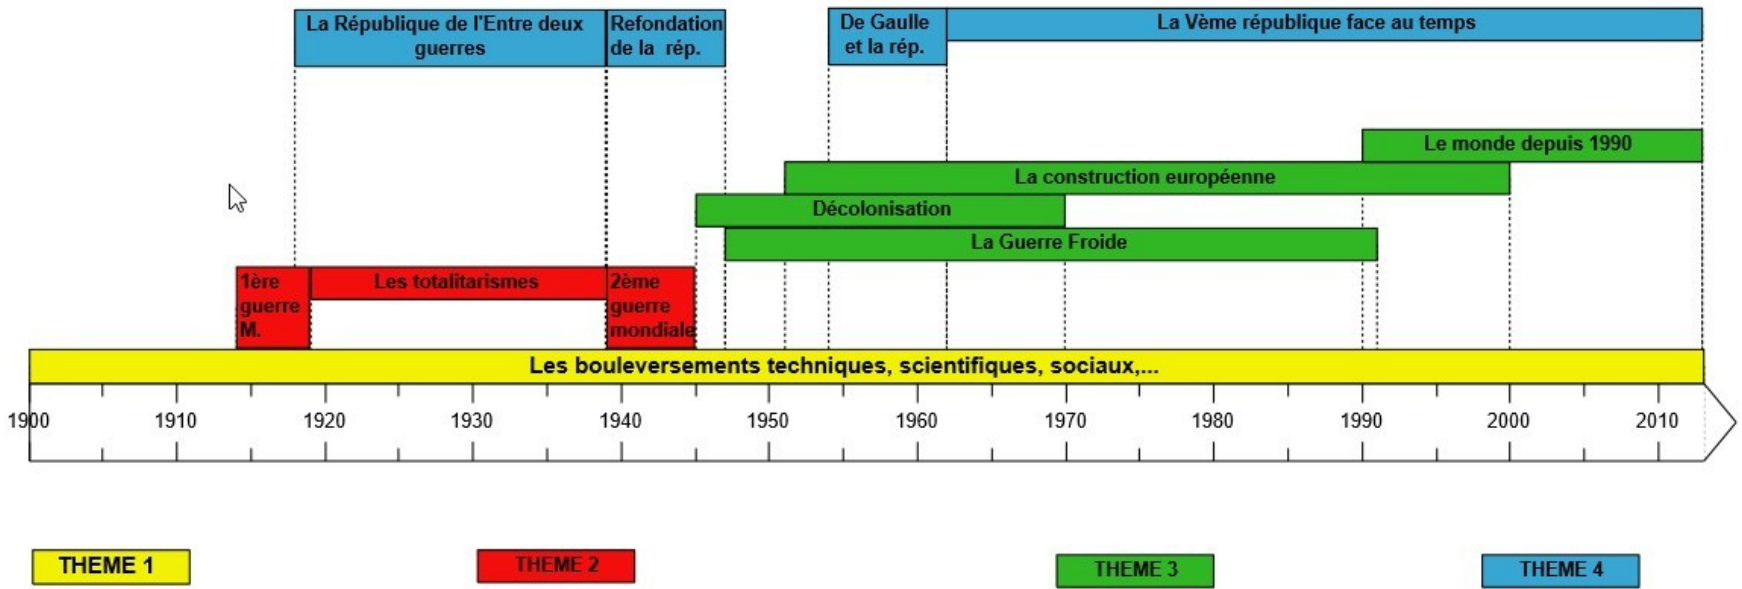 La République de l'Entre deux
guerres
Refondation
de la rép.
De Gaulle
et la rép.
La Vème république face au temps
Le monde depuis 1990
La construction européenne
Décolonisation
La Guerre Froide
1ère
guerre
M.
Les totalitarismes
2ème
guerre
mondiale
Les bouleversements techniques, scientifiques, sociaux,...
1900 1910 1920 1930 1940 1950 1960 1970 1980 1990 2000 2010
THEME 1 THEME 2 THEME 3 THEME 4